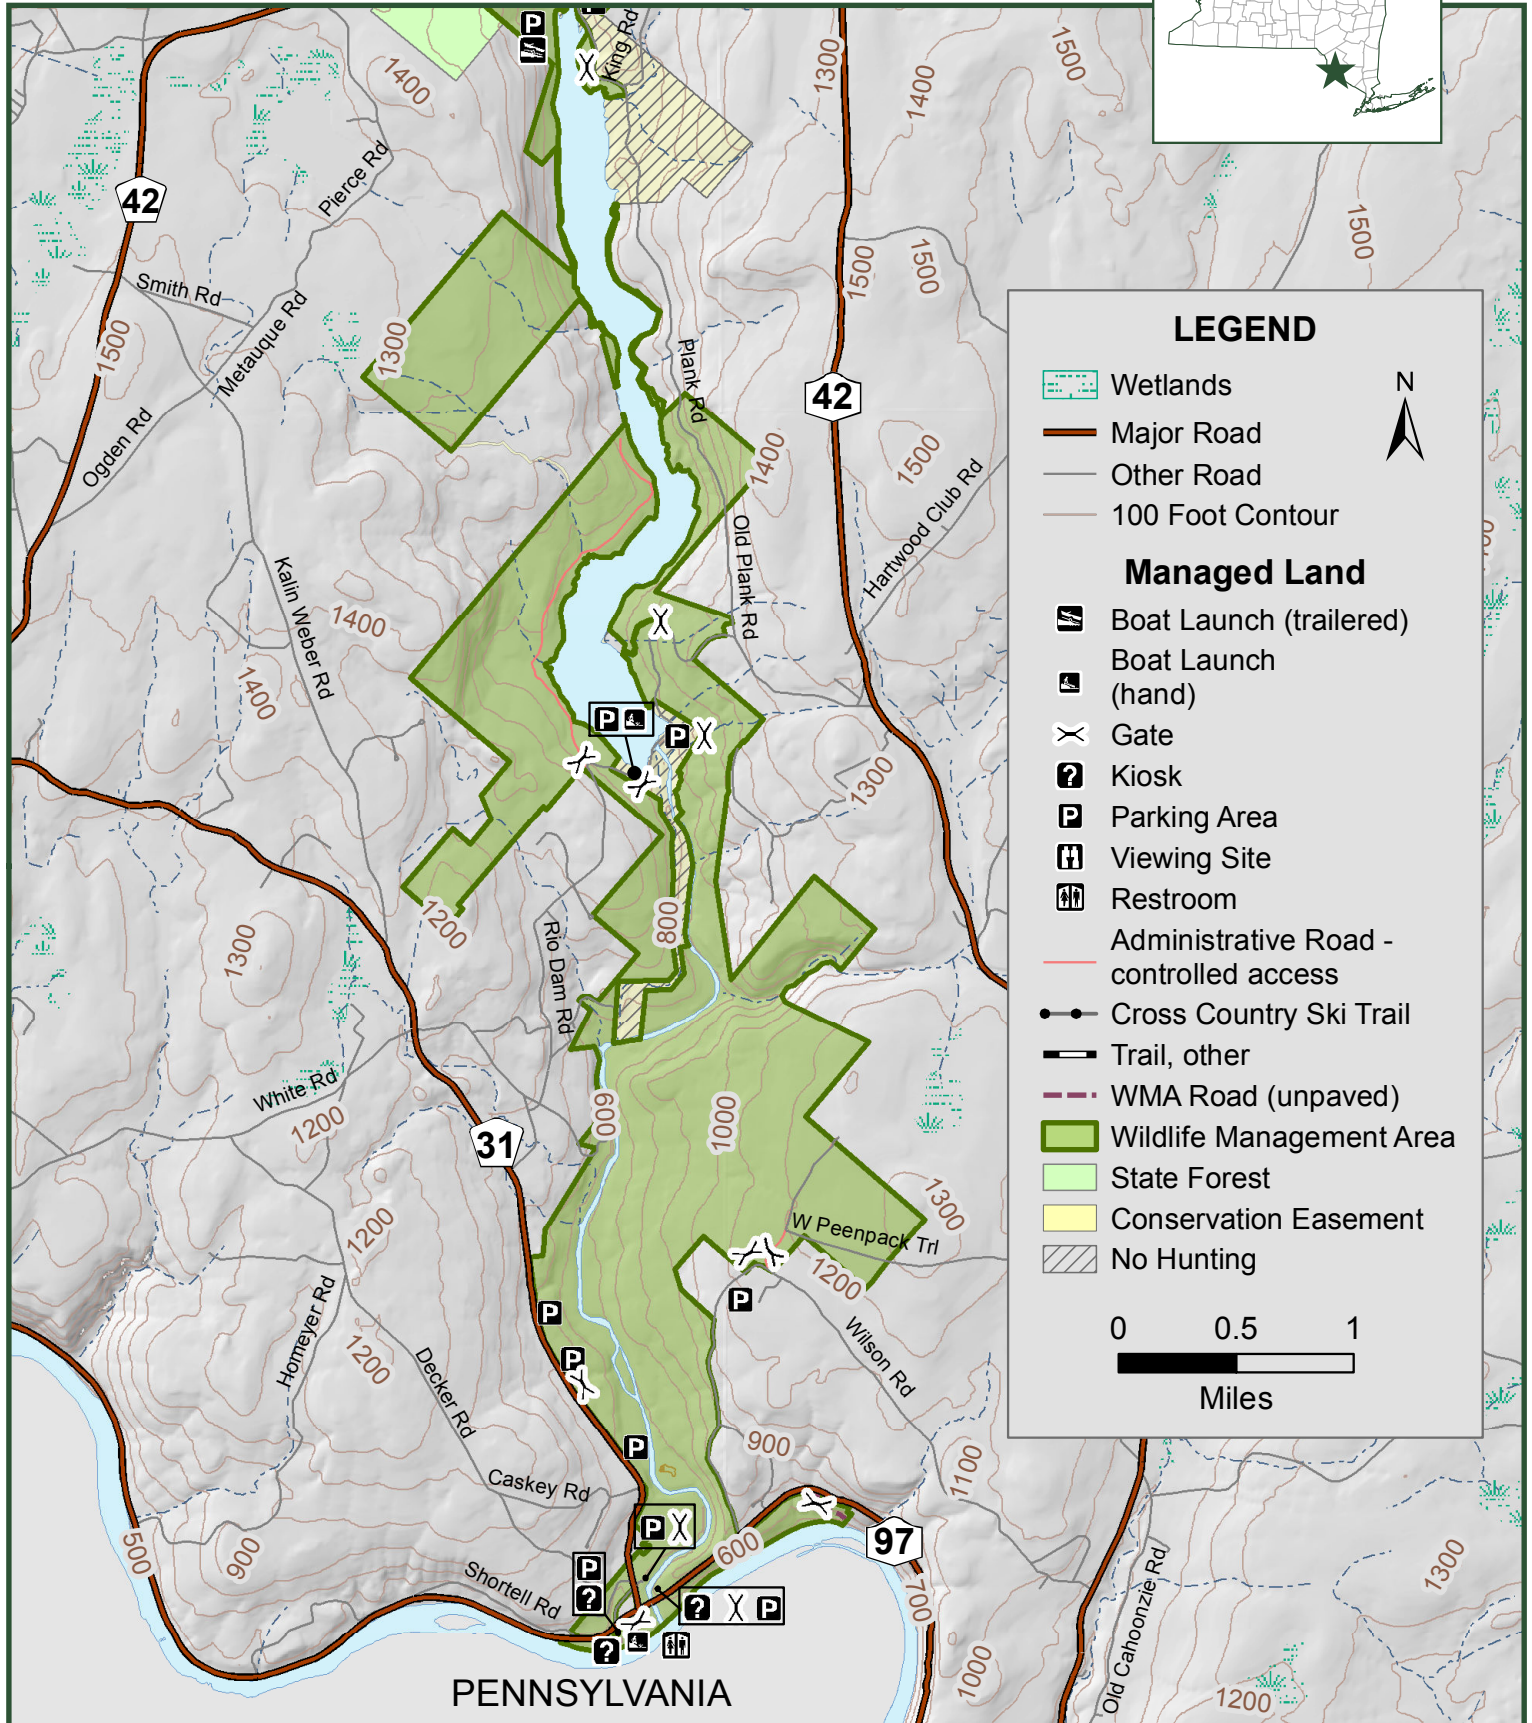 P
King Rd
1300
1400
1500
1400
Pierce Rd
42
1500
1500
1500
Smith Rd
Metauque Rd
1500
1300
Plank Rd
42
Ogden Rd
1400
1500
Hartwood Club Rd
Old Plank Rd
Kalin Weber Rd
1400
1400
P
P
1300
1200
800
1300
Rio Dam Rd
White Rd
1200
600
1000
31
1300
W Peenpack Trl
1200
1200
P
P
Homeyer Rd
1200
Decker Rd
P
Wilson Rd
P
900
1100
Caskey Rd
P
500
900
600
97
P
?
Shortell Rd
? P
700
?
Old Cahoonzie Rd
1300
1000
1200
PENNSYLVANIA
LEGEND
Wetlands
N
Major Road
Other Road
100 Foot Contour
Managed Land
Boat Launch (trailered)
Boat Launch
(hand)
Gate
? Kiosk
P Parking Area
Viewing Site
Restroom
Administrative Road -
controlled access
Cross Country Ski Trail
Trail, other
WMA Road (unpaved)
Wildlife Management Area
State Forest
Conservation Easement
No Hunting
0 0.5 1
Miles